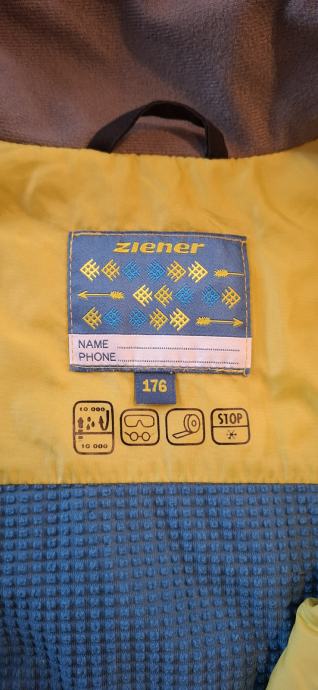 ziener
NAME
PHONE
176
10 000
10 000
STOP